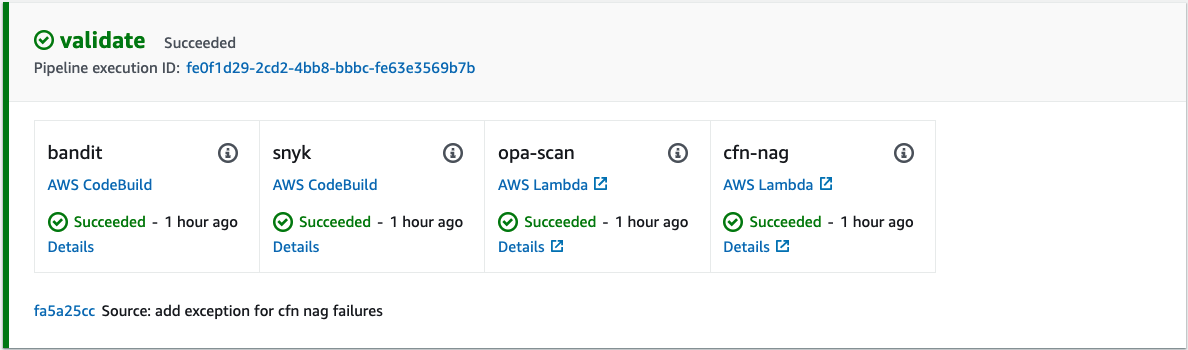 validate Succeeded
Pipeline execution ID: fe0f1d29-2cd2-4bb8-bbbc-fe63e3569b7b
bandit
AWS CodeBuild
Succeeded - 1 hour ago
Details
snyk
AWS CodeBuild
Succeeded - 1 hour ago
Details
opa-scan
AWS Lambda
Succeeded - 1 hour ago
Details
cfn-nag
AWS Lambda
Succeeded - 1 hour ago
Details
fa5a25cc Source: add exception for cfn nag failures